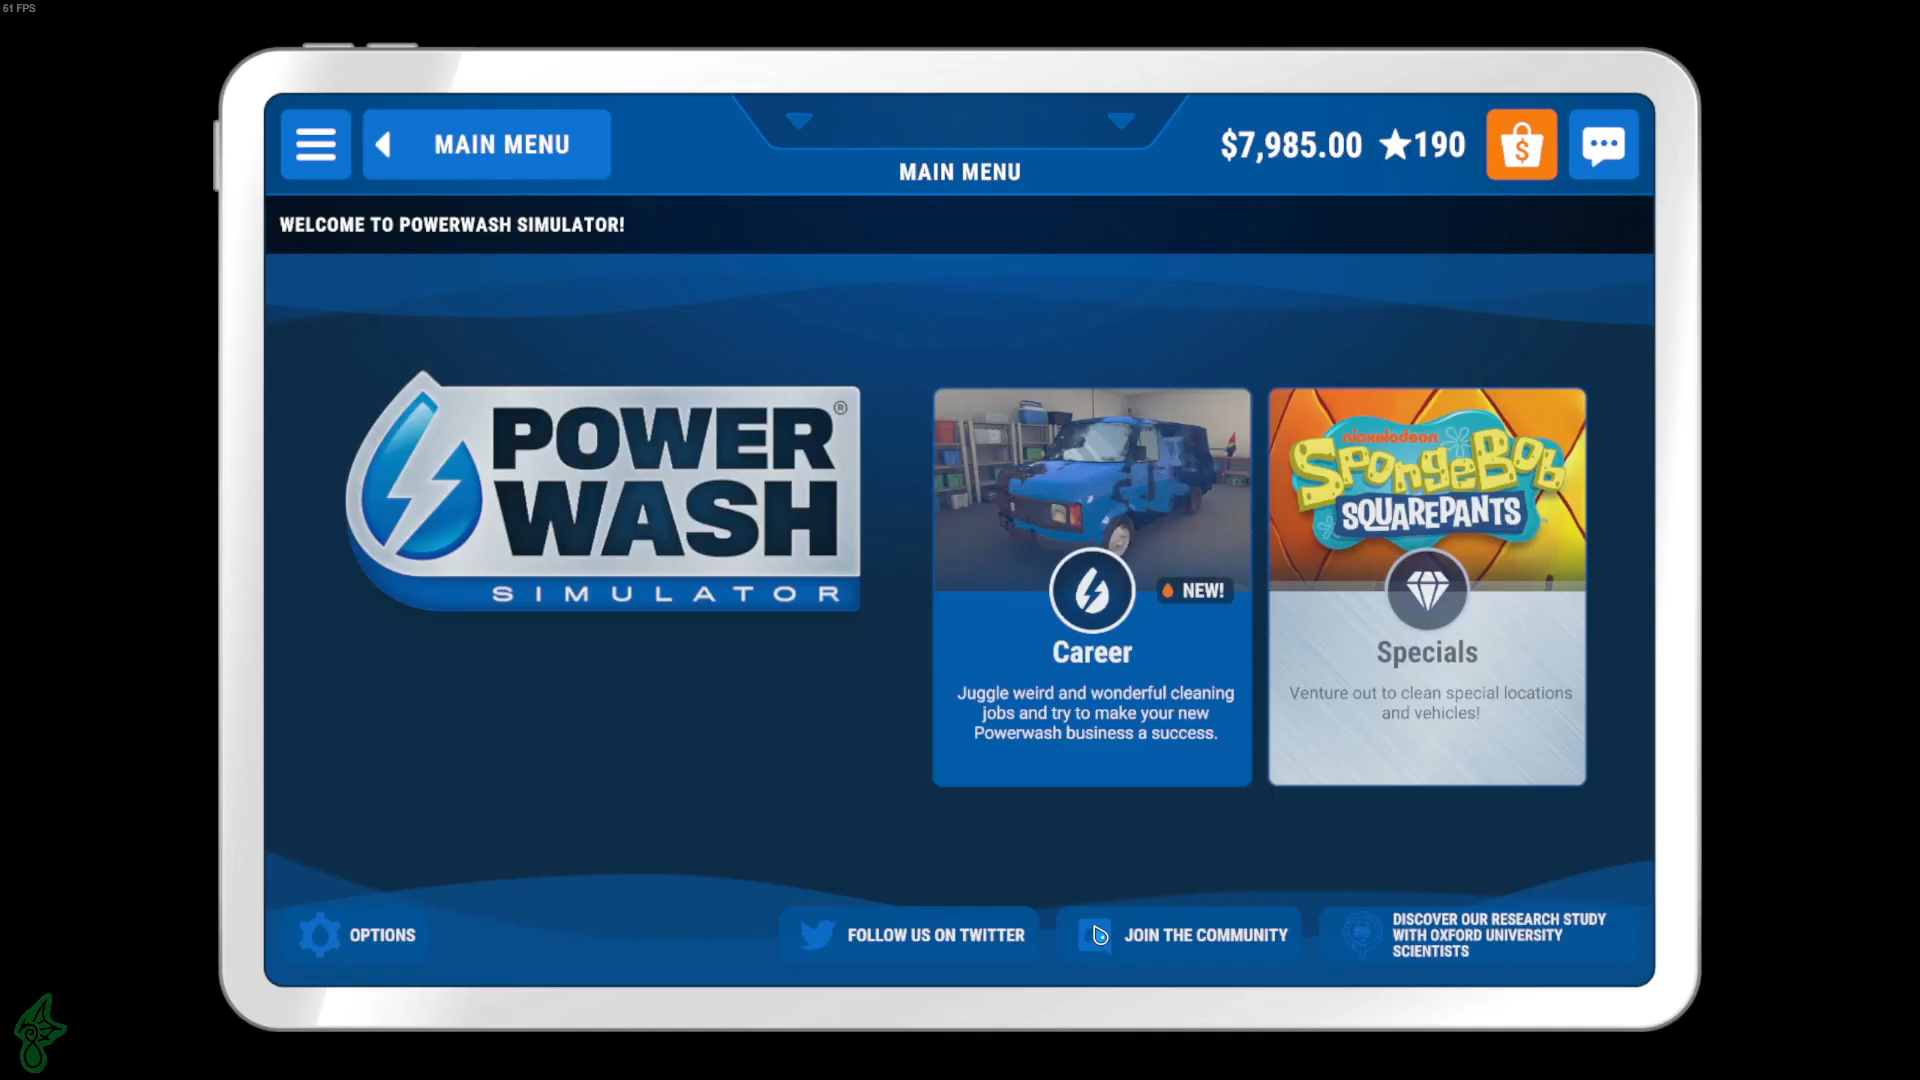 61 FPS
MAIN MENU
$7,985.00 ★190
MAIN MENU
WELCOME TO POWERWASH SIMULATOR!
POWER
WASH
SIMULATOR
®
nickelodeon
SpongeBob
SQUAREPANTS
NEW!
Career
Juggle weird and wonderful cleaning
jobs and try to make your new
Powerwash business a success.
Specials
Venture out to clean special locations
and vehicles!
OPTIONS
FOLLOW US ON TWITTER
JOIN THE COMMUNITY
DISCOVER OUR RESEARCH STUDY
WITH OXFORD UNIVERSITY
SCIENTISTS